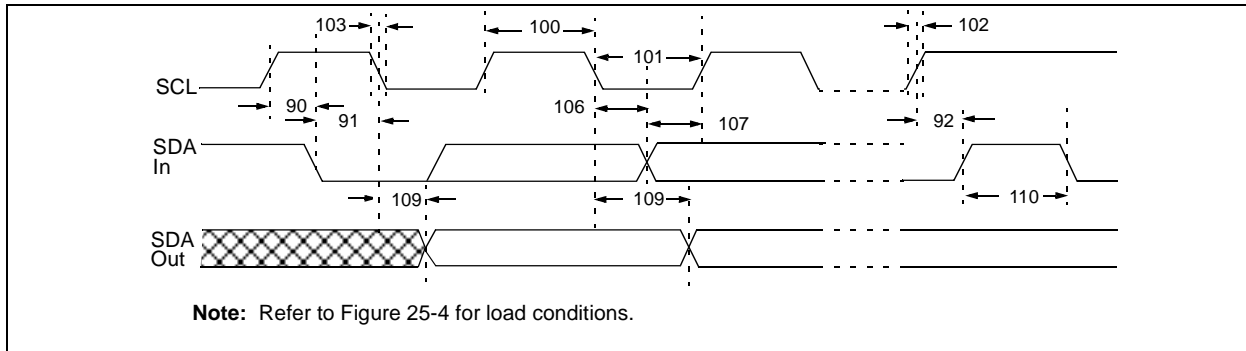 103
100
102
101
SCL
90
106
91
107
92
SDA
In
109
109
110
SDA
Out
Note: Refer to Figure 25-4 for load conditions.